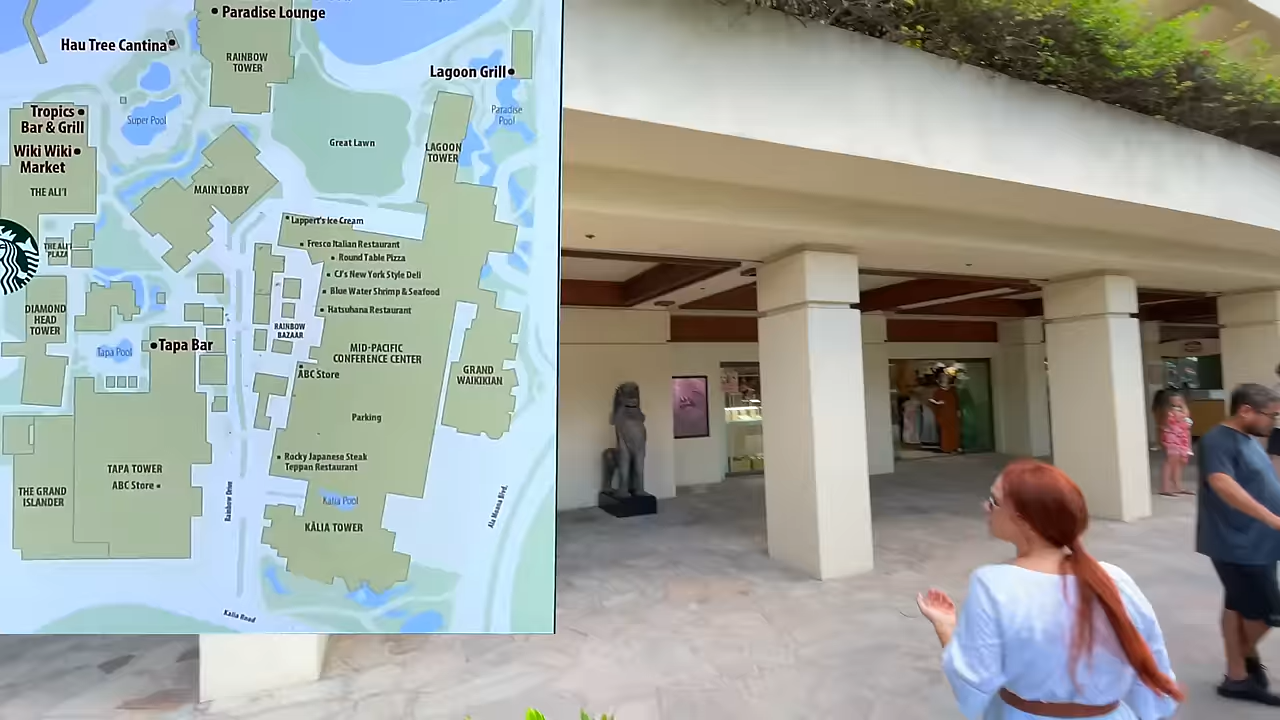 Paradise Lounge
Hau Tree Cantina
RAINBOW
TOWER
Lagoon Grill
Tropics
Bar & Grill
Super Pool
Paradise
Pool
Great Lawn
Wiki Wiki
Market
LAGOON
TOWER
THE ALI'I
MAIN LOBBY
Lappert's Ice Cream
Fresco Italian Restaurant
THE ALI'I
PLAZA
Round Table Pizza
CJ's New York Style Deli
Blue Water Shrimp & Seafood
Hatsuhana Restaurant
DIAMOND
HEAD
TOWER
RAINBOW
BAZAAR
Tapa Pool
Tapa Bar
MID-PACIFIC
CONFERENCE CENTER
ABC Store
GRAND
WAIKIKIAN
Parking
Rocky Japanese Steak
Teppan Restaurant
TAPA TOWER
ABC Store
THE GRAND
ISLANDER
Rainbow Drive
Kalia Pool
Ala Moana Blvd.
KĀLIA TOWER
Kalia Road